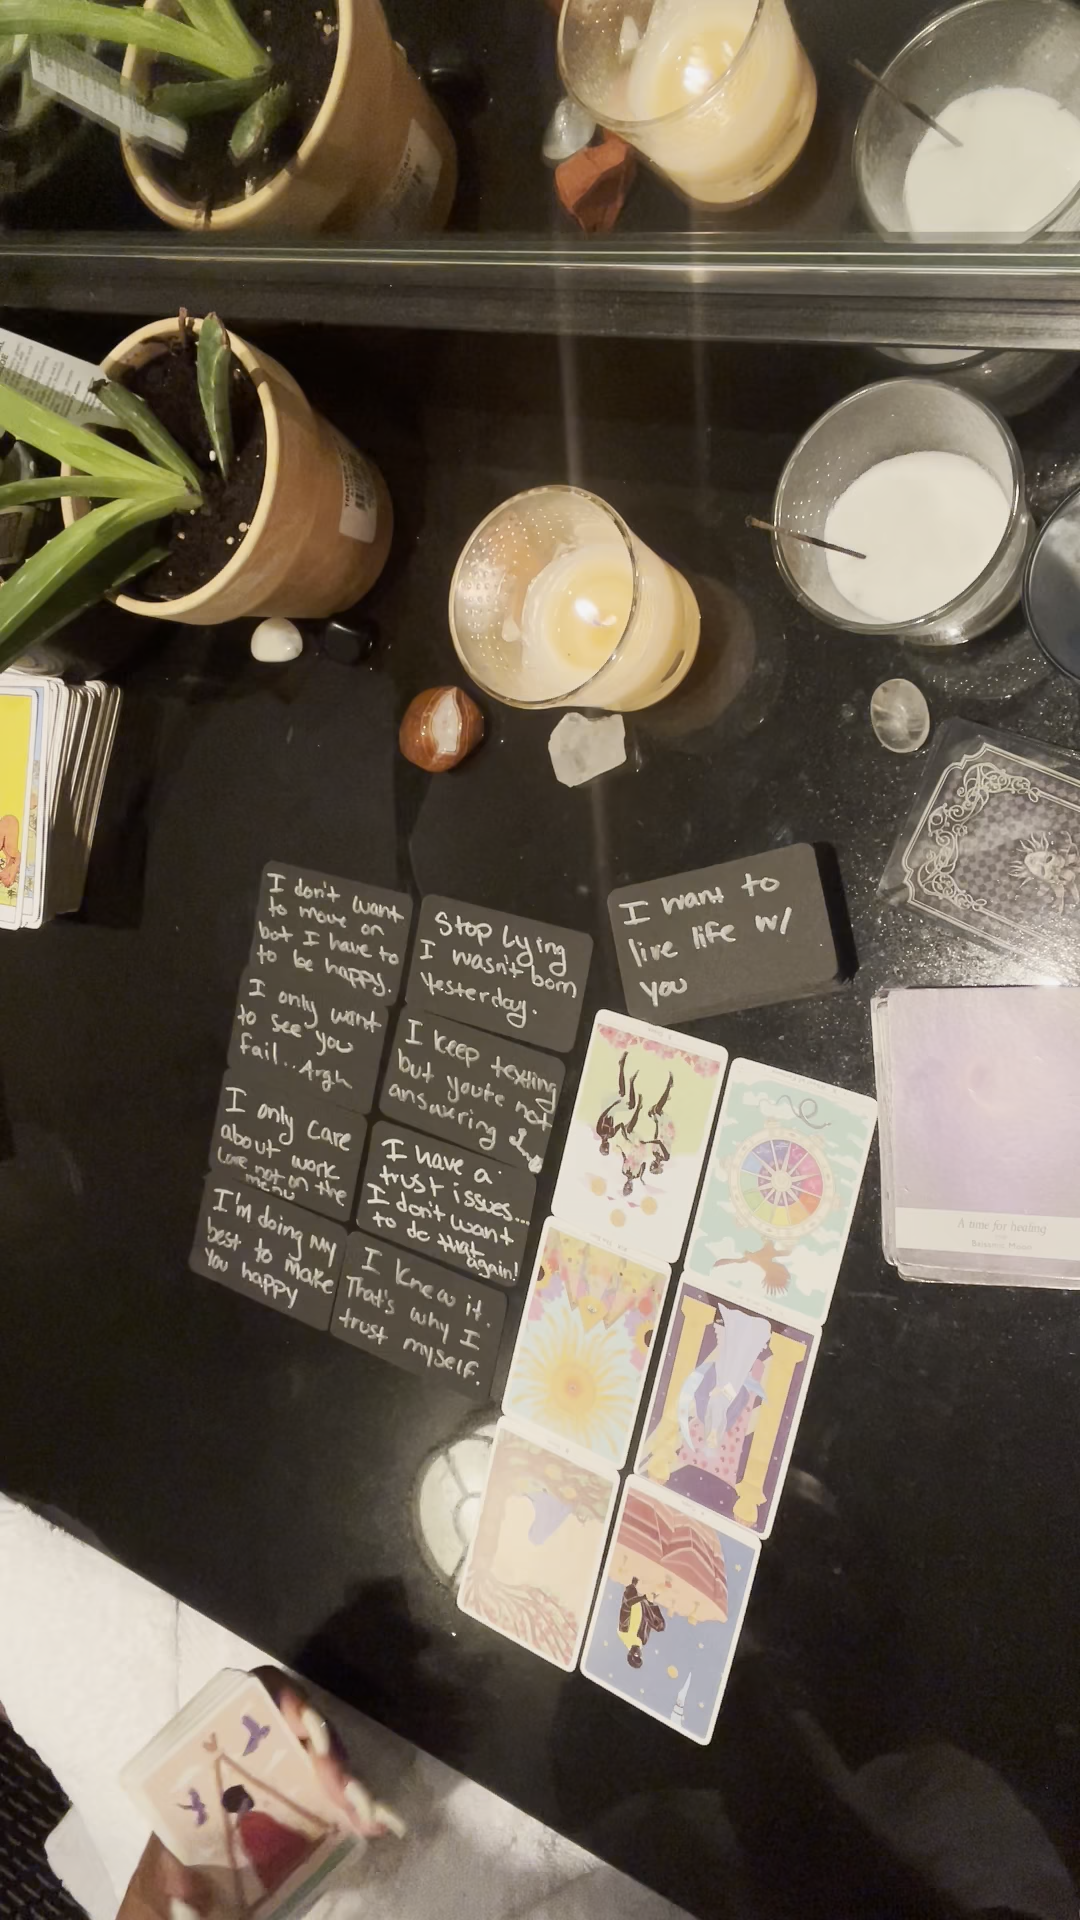 I don't want
to move on
but I have to
to be happy.
I only want
to see you
fail... Argh
I only care
about work
Love not on the
menu
I'm doing my
best to make
you happy
Stop Lying
I wasn't born
yesterday.
I keep texting
but you're not
answering
I have a
trust issues...
I don't want
to do that
again!
I knew it.
That's why I
trust myself.
I want to
live life w/
you
A time for healing
Balsamic Moon